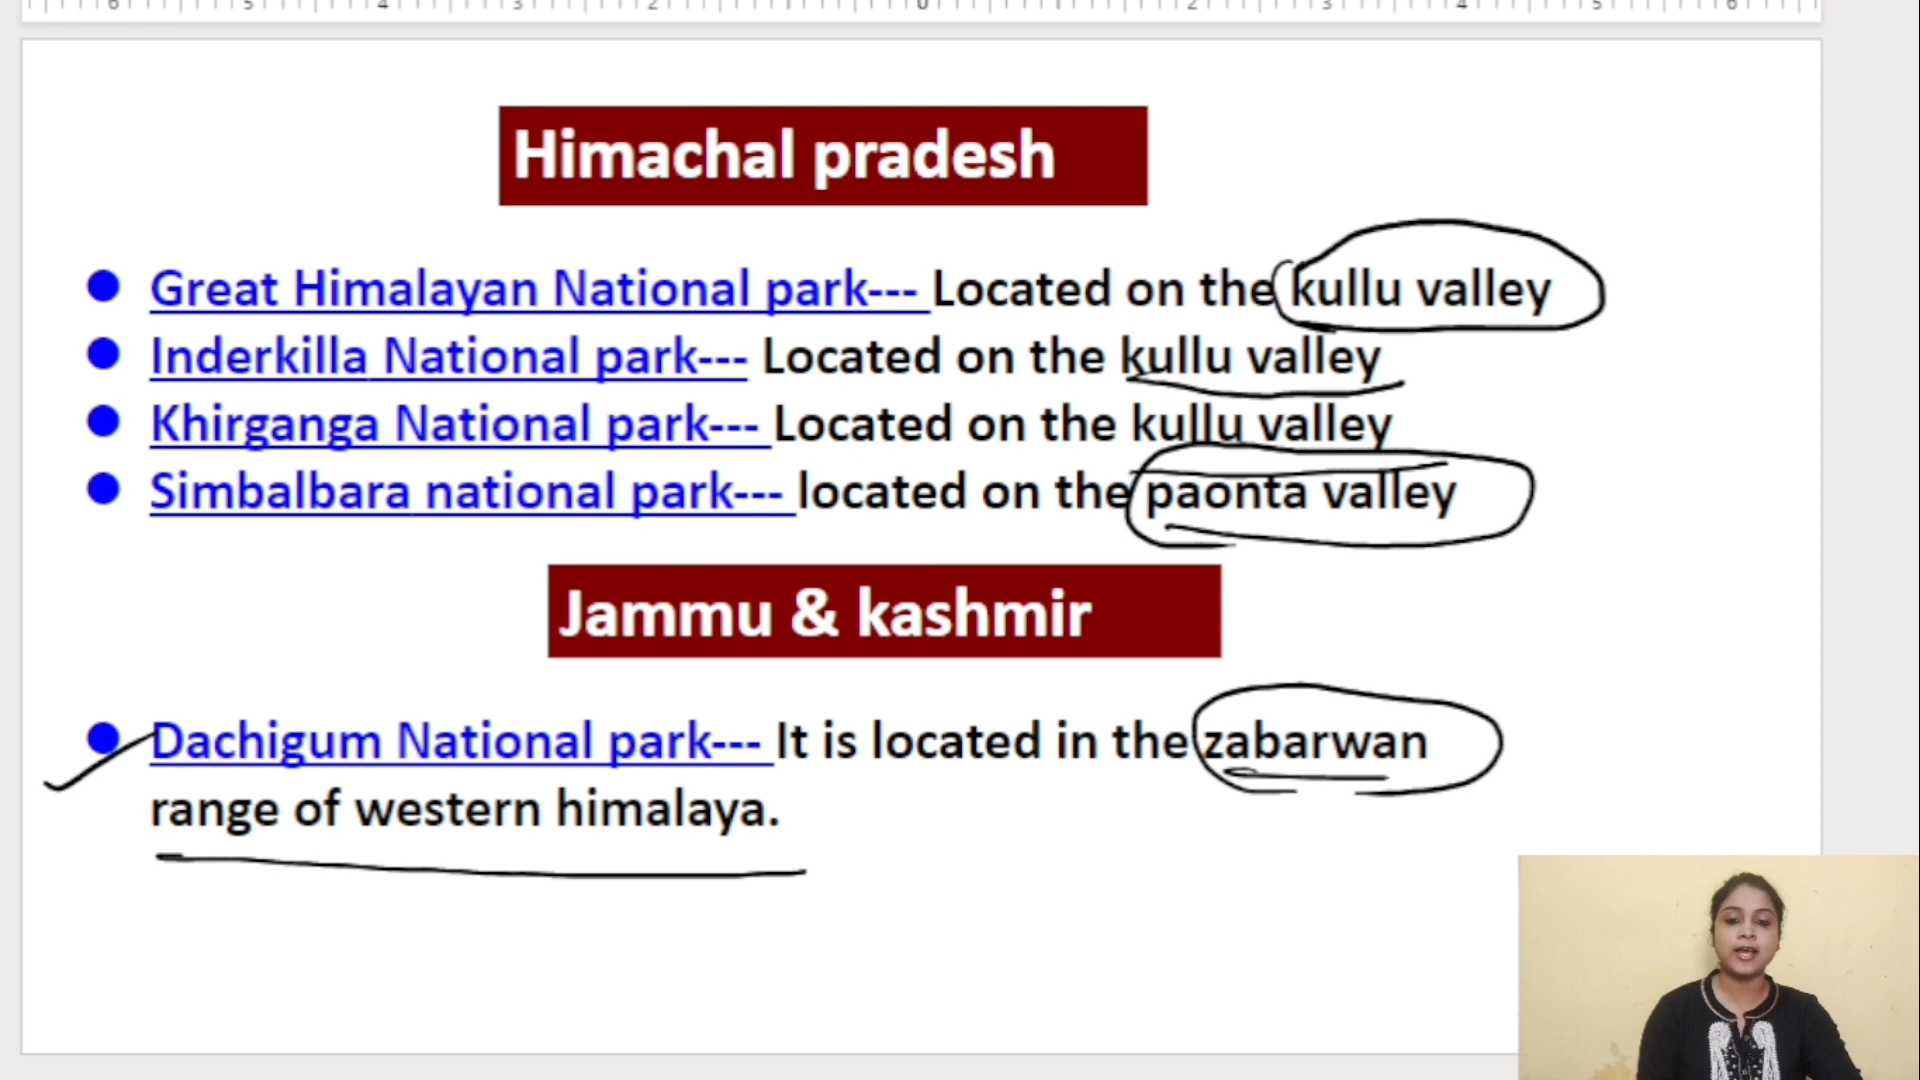 Himachal pradesh
Great Himalayan National park--- Located on the kullu valley
Inderkilla National park--- Located on the kullu valley
Khirganga National park--- Located on the kullu valley
Simbalbara national park--- located on the paonta valley
Jammu & kashmir
Dachigum National park--- It is located in the zabarwan
range of western himalaya.